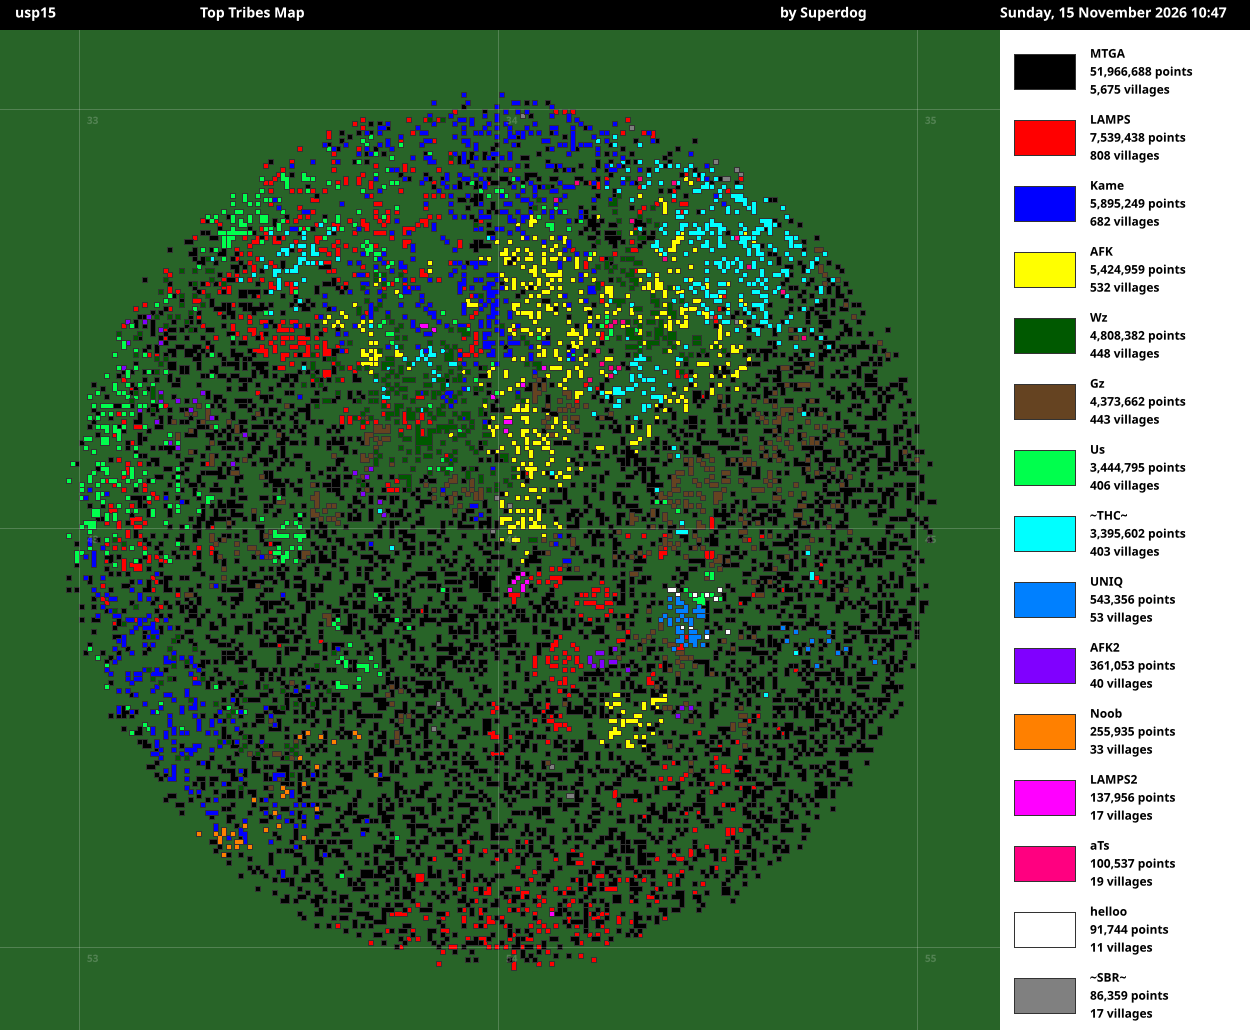 usp15 Top Tribes Map by Superdog Sunday, 15 November 2026 10:47
MTGA
51,966,688 points
5,675 villages
LAMPS
7,539,438 points
808 villages
Kame
5,895,249 points
682 villages
AFK
5,424,959 points
532 villages
Wz
4,808,382 points
448 villages
Gz
4,373,662 points
443 villages
Us
3,444,795 points
406 villages
~THC~
3,395,602 points
403 villages
UNIQ
543,356 points
53 villages
AFK2
361,053 points
40 villages
Noob
255,935 points
33 villages
LAMPS2
137,956 points
17 villages
aTs
100,537 points
19 villages
helloo
91,744 points
11 villages
~SBR~
86,359 points
17 villages
33 34 35
53 55